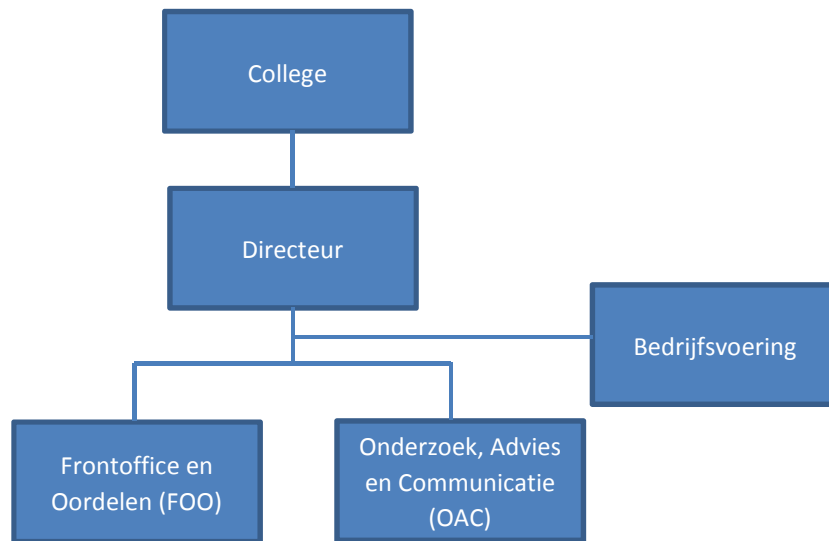 College
Directeur
Bedrijfsvoering
Frontoffice en
Oordelen (FOO)
Onderzoek, Advies
en Communicatie
(OAC)